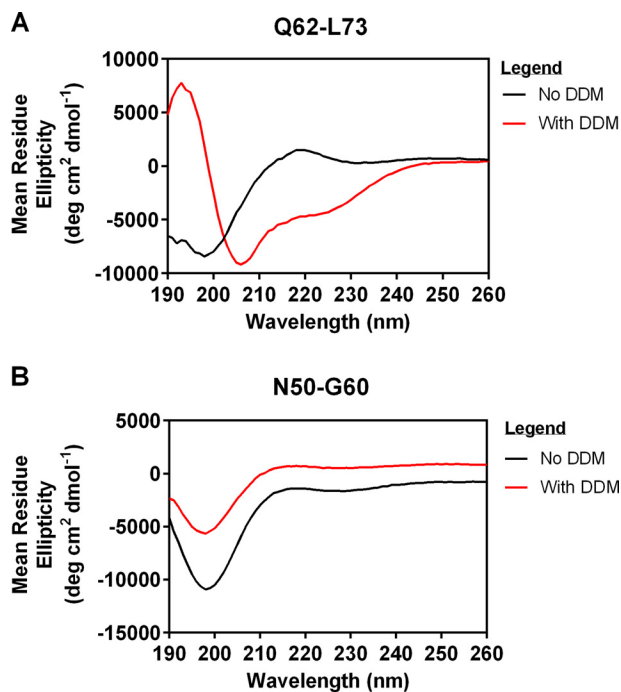 A
Q62-L73
10000
5000
0
-5000
-10000
Mean Residue
Ellipticity
(deg cm² dmol⁻¹)
190 200 210 220 230 240 250 260
Wavelength (nm)
Legend
No DDM
With DDM
B
N50-G60
5000
0
-5000
-10000
-15000
Mean Residue
Ellipticity
(deg cm² dmol⁻¹)
190 200 210 220 230 240 250 260
Wavelength (nm)
Legend
No DDM
With DDM